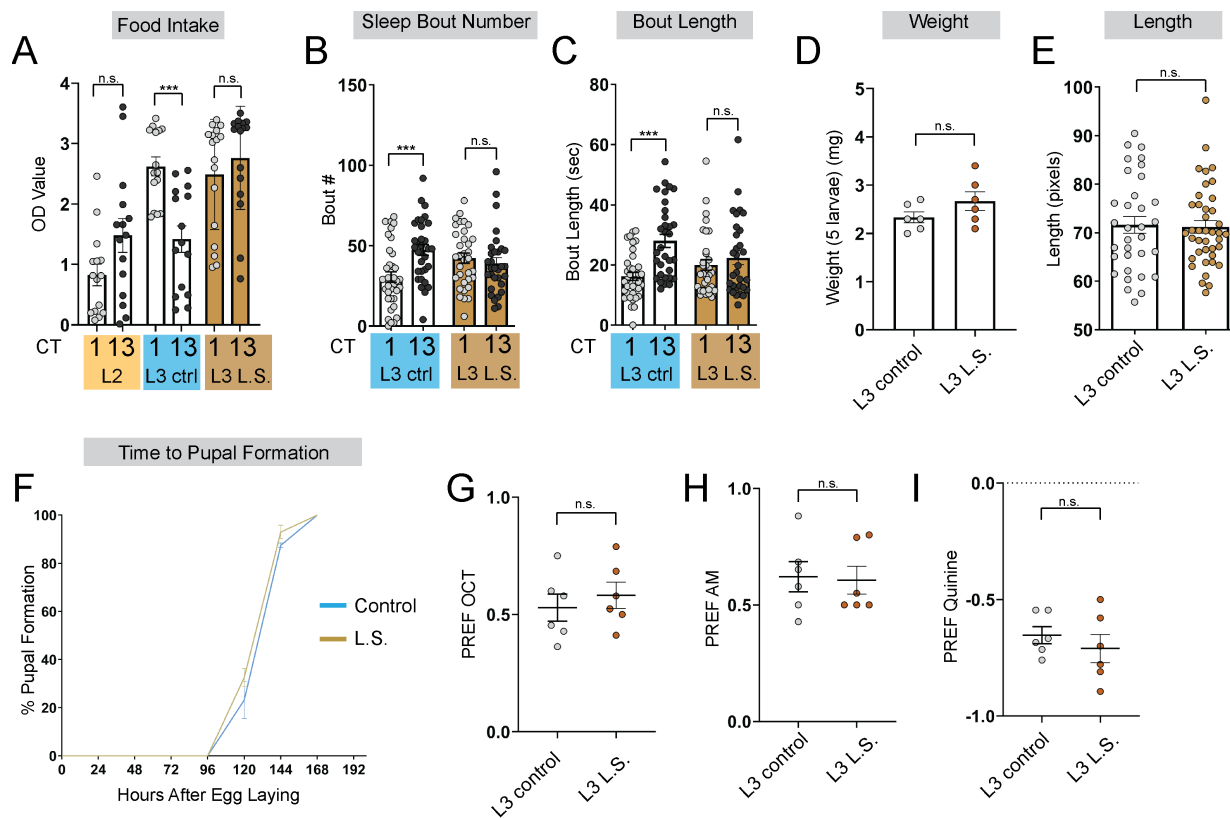 Food Intake
A
OD Value
4
3
2
1
0
n.s.
***
n.s.
CT
1 13
1 13
1 13
L2
L3 ctrl
L3 L.S.
Sleep Bout Number
B
Bout #
150
100
50
0
***
n.s.
CT
1 13
1 13
L3 ctrl
L3 L.S.
Bout Length
C
Bout Length (sec)
80
60
40
20
0
***
n.s.
CT
1 13
1 13
L3 ctrl
L3 L.S.
Weight
D
Weight (5 larvae) (mg)
5
4
3
2
1
0
n.s.
L3 control
L3 L.S.
Length
E
Length (pixels)
100
90
80
70
60
50
n.s.
L3 control
L3 L.S.
Time to Pupal Formation
F
% Pupal Formation
100
80
60
40
20
0
0 24 48 72 96 120 144 168 192
Hours After Egg Laying
Control
L.S.
G
PREF OCT
1.0
0.5
0.0
n.s.
L3 control
L3 L.S.
H
PREF AM
1.0
0.5
0.0
n.s.
L3 control
L3 L.S.
I
PREF Quinine
0.0
-0.5
-1.0
n.s.
L3 control
L3 L.S.